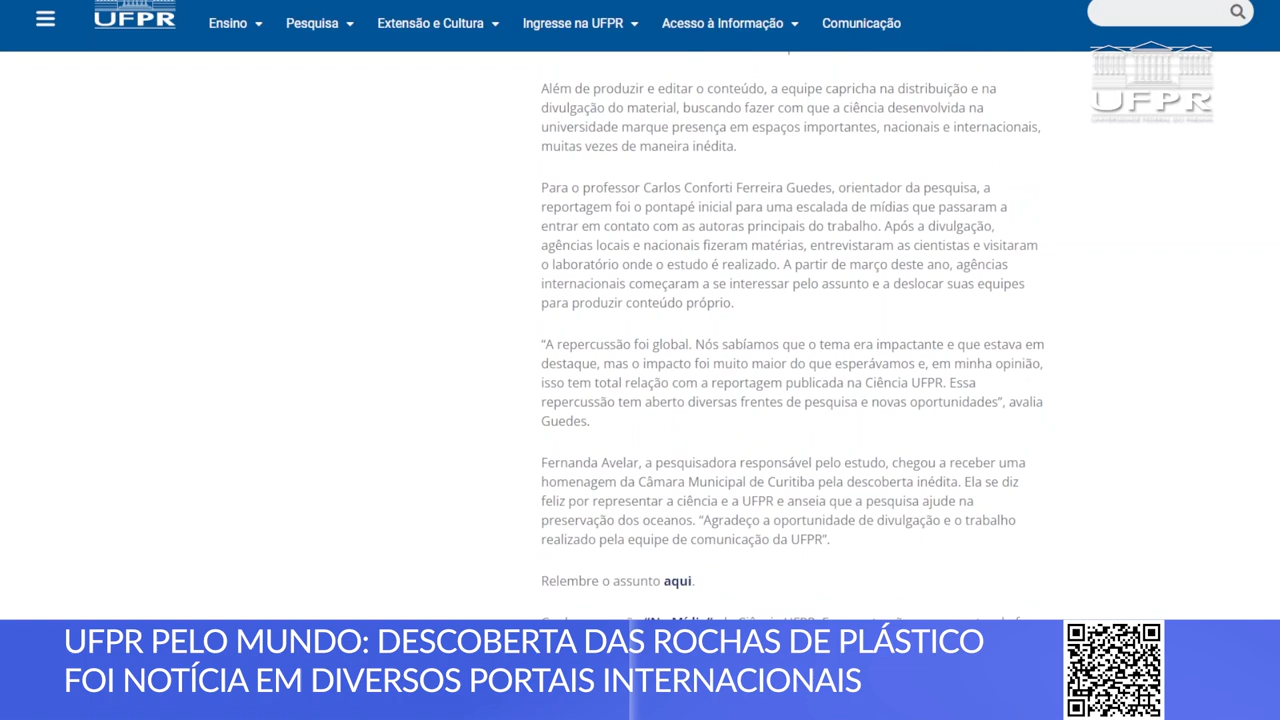 UFPR
Ensino Pesquisa Extensão e Cultura Ingresse na UFPR Acesso à Informação Comunicação
UFPR
UNIVERSIDADE FEDERAL DO PARANÁ
Além de produzir e editar o conteúdo, a equipe capricha na distribuição e na
divulgação do material, buscando fazer com que a ciência desenvolvida na
universidade marque presença em espaços importantes, nacionais e internacionais,
muitas vezes de maneira inédita.
Para o professor Carlos Conforti Ferreira Guedes, orientador da pesquisa, a
reportagem foi o pontapé inicial para uma escalada de mídias que passaram a
entrar em contato com as autoras principais do trabalho. Após a divulgação,
agências locais e nacionais fizeram matérias, entrevistaram as cientistas e visitaram
o laboratório onde o estudo é realizado. A partir de março deste ano, agências
internacionais começaram a se interessar pelo assunto e a deslocar suas equipes
para produzir conteúdo próprio.
“A repercussão foi global. Nós sabíamos que o tema era impactante e que estava em
destaque, mas o impacto foi muito maior do que esperávamos e, em minha opinião,
isso tem total relação com a reportagem publicada na Ciência UFPR. Essa
repercussão tem aberto diversas frentes de pesquisa e novas oportunidades”, avalia
Guedes.
Fernanda Avelar, a pesquisadora responsável pelo estudo, chegou a receber uma
homenagem da Câmara Municipal de Curitiba pela descoberta inédita. Ela se diz
feliz por representar a ciência e a UFPR e anseia que a pesquisa ajude na
preservação dos oceanos. “Agradeço a oportunidade de divulgação e o trabalho
realizado pela equipe de comunicação da UFPR”.
Relembre o assunto aqui.
UFPR PELO MUNDO: DESCOBERTA DAS ROCHAS DE PLÁSTICO
FOI NOTÍCIA EM DIVERSOS PORTAIS INTERNACIONAIS